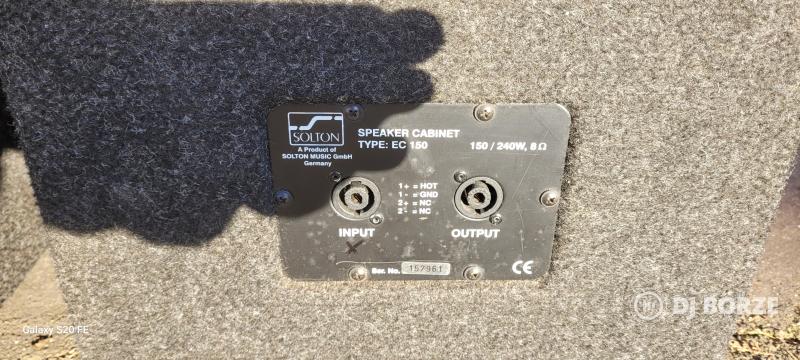 SOLTON
A Product of
SOLTON MUSIC GmbH
Germany
SPEAKER CABINET
TYPE: EC 150
150 / 240W, 8 Ω
1 + = HOT
1 - = GND
2 + = NC
2 - = NC
INPUT
OUTPUT
Ser. No. 157961
CE
Galaxy S20 FE
DJ BÖRZE